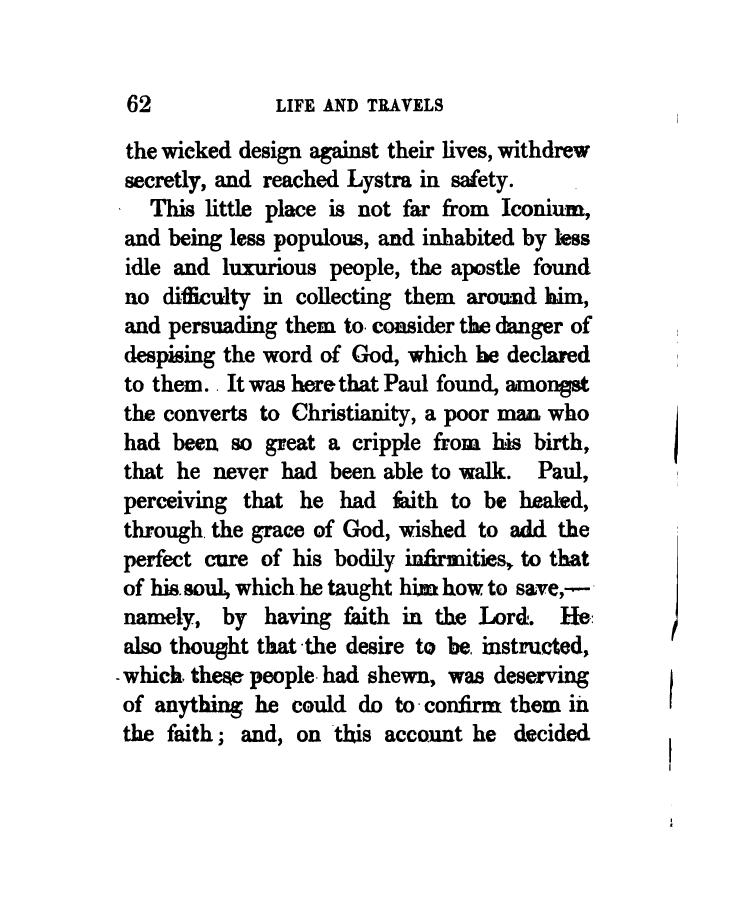 62 LIFE AND TRAVELS
the wicked design against their lives, withdrew
secretly, and reached Lystra in safety.
This little place is not far from Iconium,
and being less populous, and inhabited by less
idle and luxurious people, the apostle found
no difficulty in collecting them around him,
and persuading them to consider the danger of
despising the word of God, which he declared
to them. It was here that Paul found, amongst
the converts to Christianity, a poor man who
had been so great a cripple from his birth,
that he never had been able to walk. Paul,
perceiving that he had faith to be healed,
through the grace of God, wished to add the
perfect cure of his bodily infirmities, to that
of his soul, which he taught him how to save,—
namely, by having faith in the Lord. He
also thought that the desire to be instructed,
which these people had shewn, was deserving
of anything he could do to confirm them in
the faith; and, on this account he decided